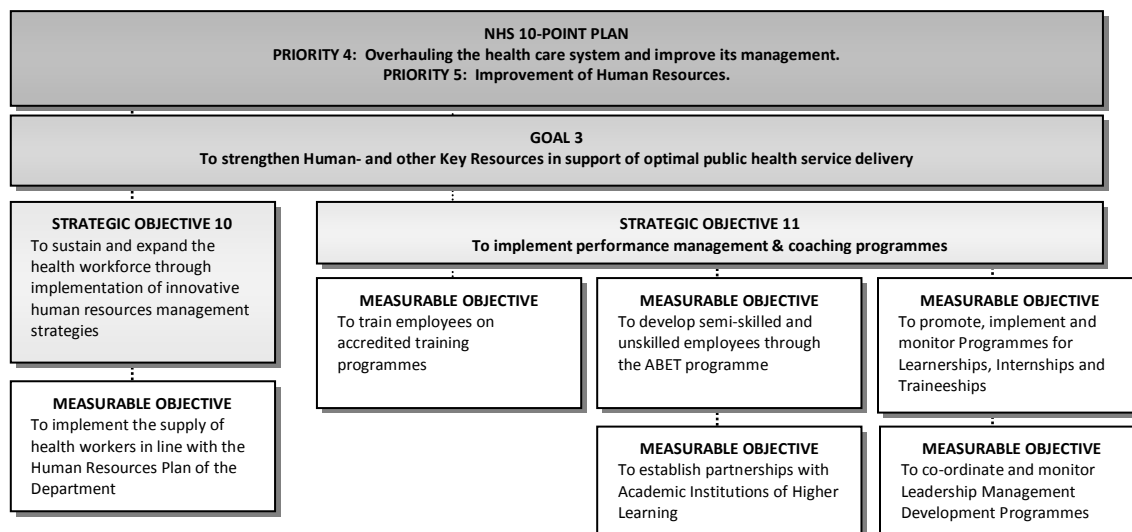 NHS 10-POINT PLAN
PRIORITY 4: Overhauling the health care system and improve its management.
PRIORITY 5: Improvement of Human Resources.
GOAL 3
To strengthen Human- and other Key Resources in support of optimal public health service delivery
STRATEGIC OBJECTIVE 10
To sustain and expand the
health workforce through
implementation of innovative
human resources management
strategies
MEASURABLE OBJECTIVE
To implement the supply of
health workers in line with the
Human Resources Plan of the
Department
STRATEGIC OBJECTIVE 11
To implement performance management & coaching programmes
MEASURABLE OBJECTIVE
To train employees on
accredited training
programmes
MEASURABLE OBJECTIVE
To develop semi-skilled and
unskilled employees through
the ABET programme
MEASURABLE OBJECTIVE
To promote, implement and
monitor Programmes for
Learnerships, Internships and
Traineeships
MEASURABLE OBJECTIVE
To establish partnerships with
Academic Institutions of Higher
Learning
MEASURABLE OBJECTIVE
To co-ordinate and monitor
Leadership Management
Development Programmes